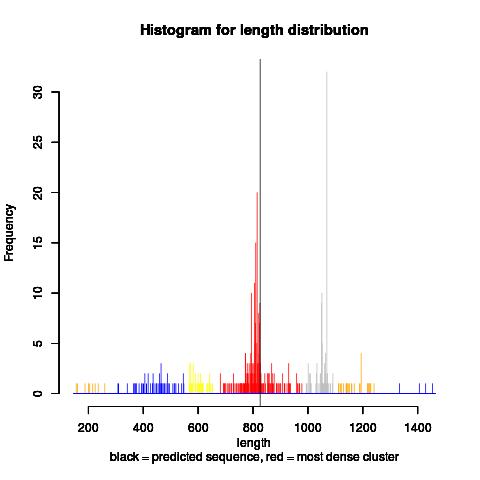 Histogram for length distribution
Frequency
30
25
20
15
10
5
0
200 400 600 800 1000 1200 1400
length
black = predicted sequence, red = most dense cluster